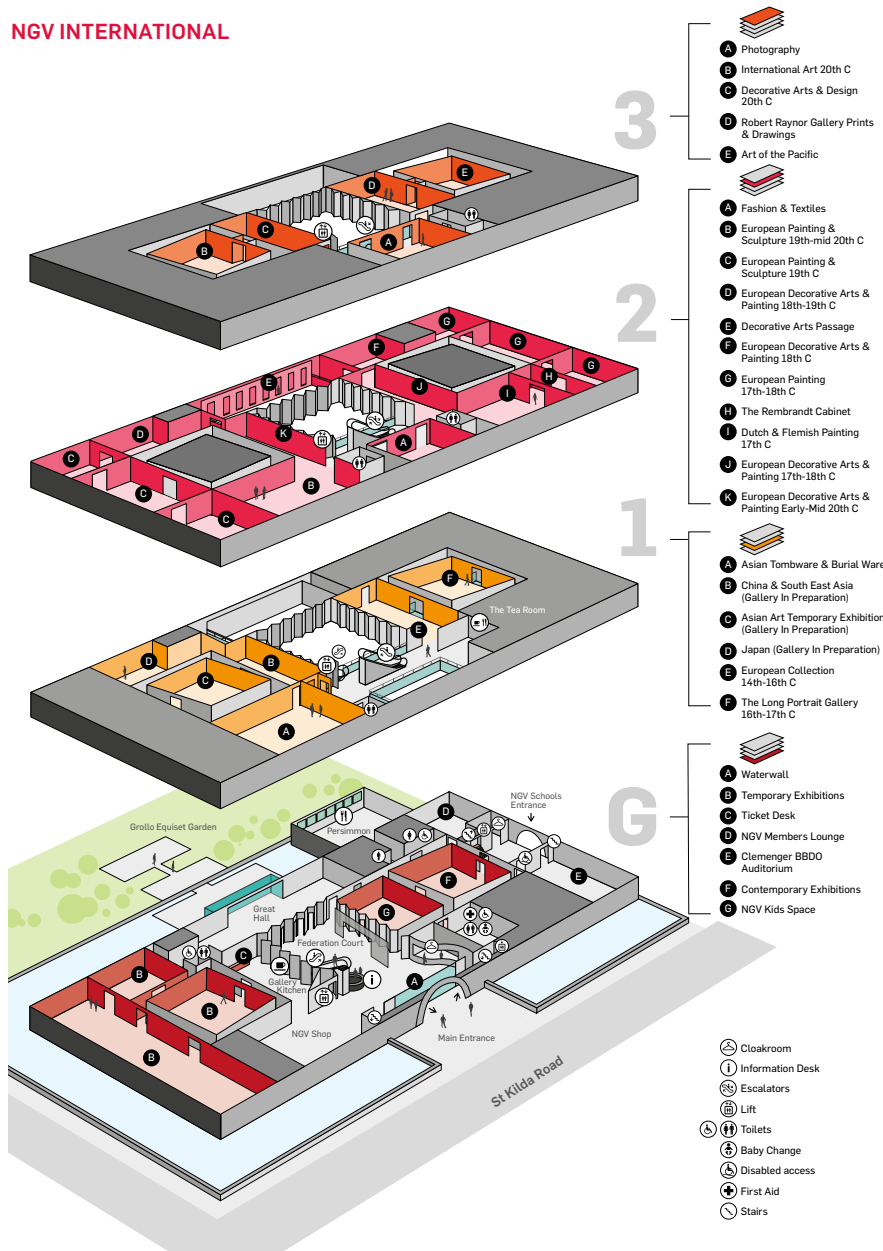 NGV INTERNATIONAL
3
A Photography
B International Art 20th C
C Decorative Arts & Design
20th C
D Robert Raynor Gallery Prints
& Drawings
E Art of the Pacific
E
D
C
A
B
2
A Fashion & Textiles
B European Painting &
Sculpture 19th-mid 20th C
C European Painting &
Sculpture 19th C
D European Decorative Arts &
Painting 18th-19th C
E Decorative Arts Passage
F European Decorative Arts &
Painting 18th C
G European Painting
17th-18th C
H The Rembrandt Cabinet
I Dutch & Flemish Painting
17th C
J European Decorative Arts &
Painting 17th-18th C
K European Decorative Arts &
Painting Early-Mid 20th C
G
F
G
G
H
E
J
I
K
D
A
C
B
C
C
1
A Asian Tombware & Burial Ware
B China & South East Asia
(Gallery In Preparation)
C Asian Art Temporary Exhibition
(Gallery In Preparation)
D Japan (Gallery In Preparation)
E European Collection
14th-16th C
F The Long Portrait Gallery
16th-17th C
F
The Tea Room
E
D
B
C
A
G
A Waterwall
B Temporary Exhibitions
C Ticket Desk
D NGV Members Lounge
E Clemenger BBDO
Auditorium
F Contemporary Exhibitions
G NGV Kids Space
NGV Schools
Entrance
D
Grollo Equiset Garden
Persimmon
E
F
Great
Hall
G
Federation Court
C
Gallery
Kitchen
i
A
B
B
NGV Shop
Main Entrance
B
St Kilda Road
Cloakroom
i Information Desk
Escalators
Lift
Toilets
Baby Change
Disabled access
First Aid
Stairs